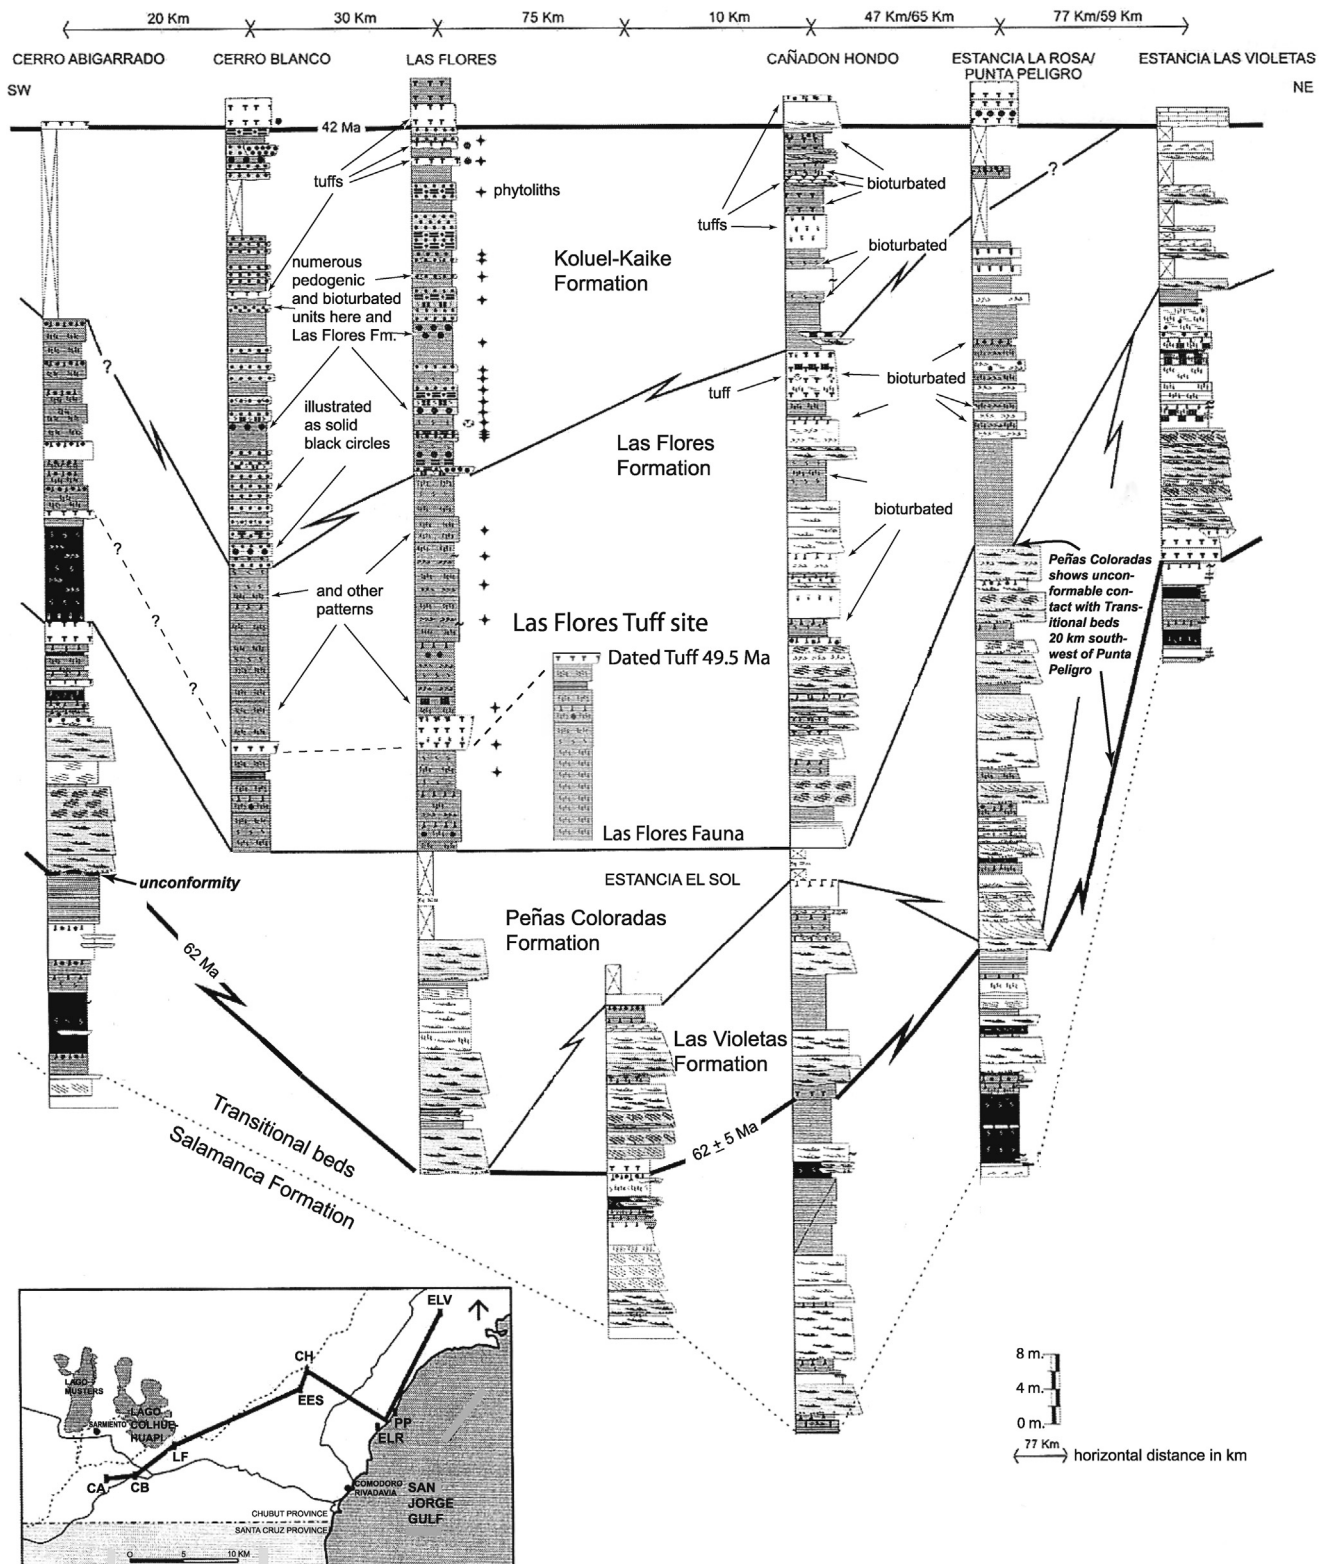 20 Km
30 Km
75 Km
10 Km
47 Km/65 Km
77 Km/59 Km
CERRO ABIGARRADO
CERRO BLANCO
LAS FLORES
CAÑADON HONDO
ESTANCIA LA ROSA/
PUNTA PELIGRO
ESTANCIA LAS VIOLETAS
SW
NE
42 Ma
tuffs
phytoliths
bioturbated
tuffs
?
bioturbated
Koluel-Kaike
Formation
numerous
pedogenic
and bioturbated
units here and
Las Flores Fm.
?
illustrated
as solid
black circles
tuff
bioturbated
Las Flores
Formation
bioturbated
?
?
?
and other
patterns
Las Flores Tuff site
Dated Tuff 49.5 Ma
Las Flores Fauna
Peñas Coloradas
shows uncon-
formable con-
tact with Trans-
itional beds
20 km south-
west of Punta
Peligro
unconformity
ESTANCIA EL SOL
Peñas Coloradas
Formation
62 Ma
Las Violetas
Formation
62 ± 5 Ma
Transitional beds
Salamanca Formation
ELV
CH
EES
PP
ELR
LAGO
MUSTERS
SARMIENTO
LAGO
COLHUE-
HUAPI
LF
CA
CB
COMODORO
RIVADAVIA
SAN
JORGE
GULF
CHUBUT PROVINCE
SANTA CRUZ PROVINCE
0 5 10 KM
8 m.
4 m.
0 m.
77 Km
horizontal distance in km